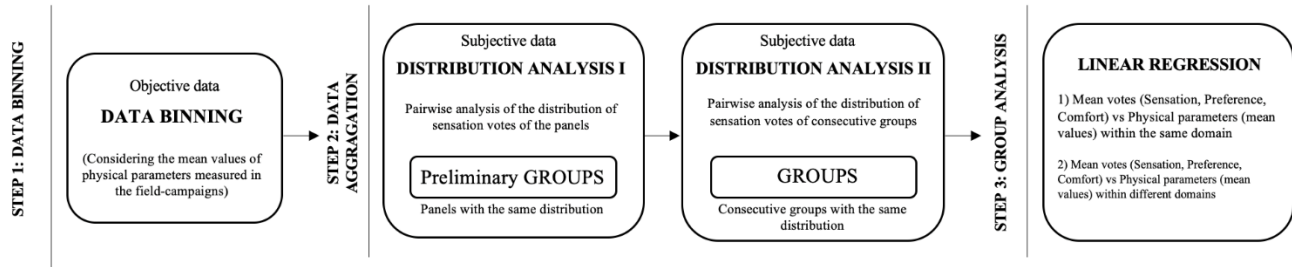 STEP 1: DATA BINNING
Objective data
DATA BINNING
(Considering the mean values of
physical parameters measured in
the field-campaigns)
STEP 2: DATA
AGGRAGATION
Subjective data
DISTRIBUTION ANALYSIS I
Pairwise analysis of the distribution of
sensation votes of the panels
Preliminary GROUPS
Panels with the same distribution
Subjective data
DISTRIBUTION ANALYSIS II
Pairwise analysis of the distribution of
sensation votes of consecutive groups
GROUPS
Consecutive groups with the same
distribution
STEP 3: GROUP ANALYSIS
LINEAR REGRESSION
1) Mean votes (Sensation, Preference,
Comfort) vs Physical parameters (mean
values) within the same domain
2) Mean votes (Sensation, Preference,
Comfort) vs Physical parameters (mean
values) within different domains